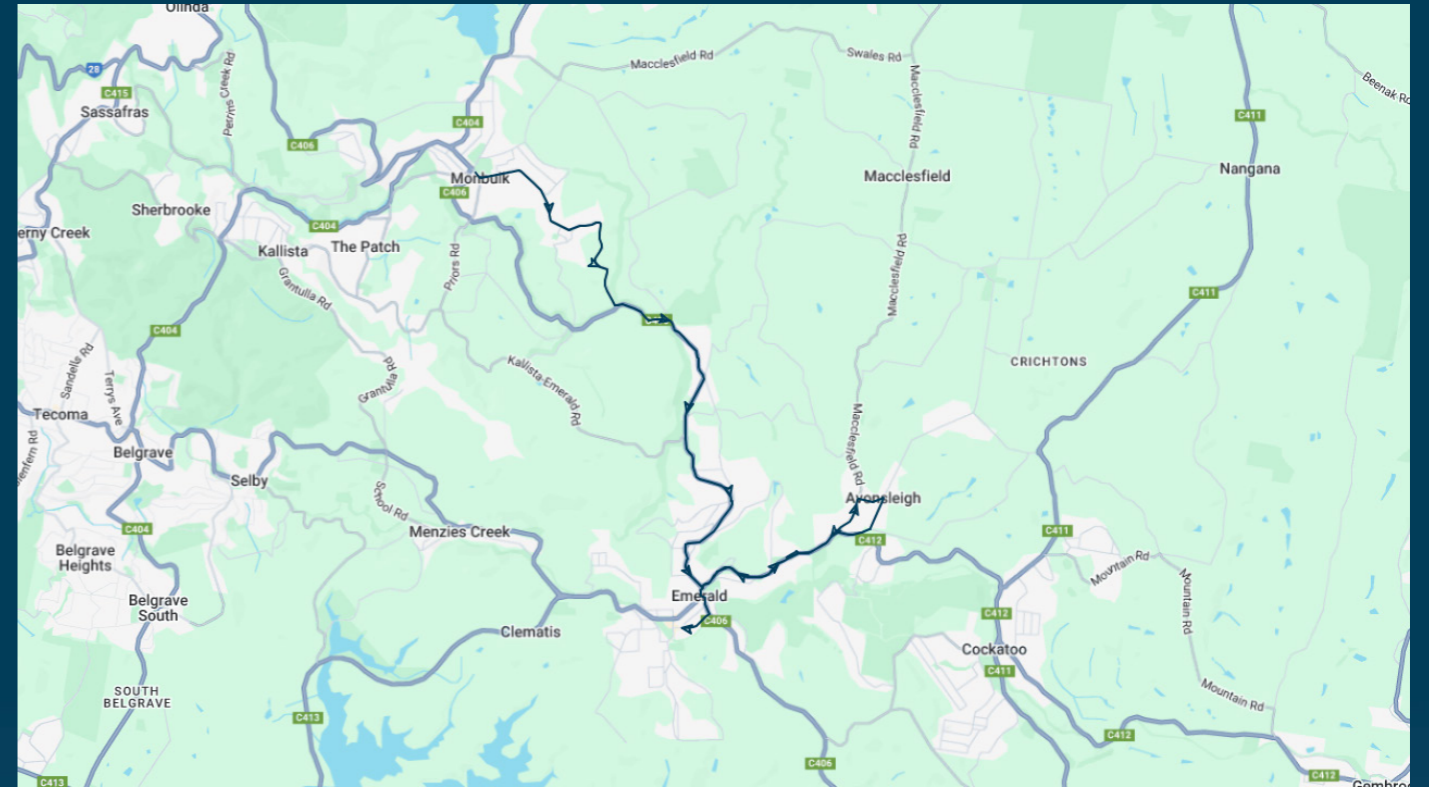 Olinda
Macclesfield Rd
Swales Rd
Beenak Rd
28
C415
Perrins Creek Rd
Macclesfield Rd
Sassafras
C404
C411
C406
Macclesfield
Nangana
Monbulk
C406
Sherbrooke
C404
erny Creek
Kallista
The Patch
Priors Rd
Macclesfield Rd
Grantulla Rd
C411
C404
Sandells Rd
Terrys Ave
Grantulla Rd
Kallista-Emerald Rd
CRICHTONS
Tecoma
Macclesfield Rd
Belgrave
Selby
School Rd
Avonsleigh
C404
Menzies Creek
C412
C411
Belgrave
Heights
Mountain Rd
Mountain Rd
Belgrave
South
Emerald
C406
C412
Clematis
Cockatoo
C411
SOUTH
BELGRAVE
Mountain Rd
C413
C412
C406
C413
C412